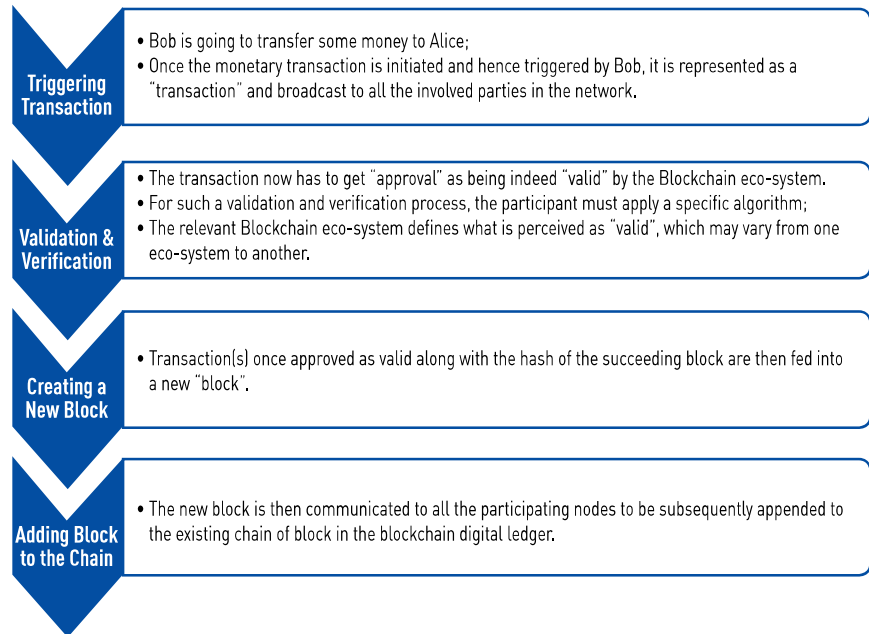 Triggering
Transaction
• Bob is going to transfer some money to Alice;
• Once the monetary transaction is initiated and hence triggered by Bob, it is represented as a
“transaction” and broadcast to all the involved parties in the network.
Validation &
Verification
• The transaction now has to get “approval” as being indeed “valid” by the Blockchain eco-system.
• For such a validation and verification process, the participant must apply a specific algorithm;
• The relevant Blockchain eco-system defines what is perceived as “valid”, which may vary from one
eco-system to another.
Creating a
New Block
• Transaction(s) once approved as valid along with the hash of the succeeding block are then fed into
a new “block”.
Adding Block
to the Chain
• The new block is then communicated to all the participating nodes to be subsequently appended to
the existing chain of block in the blockchain digital ledger.